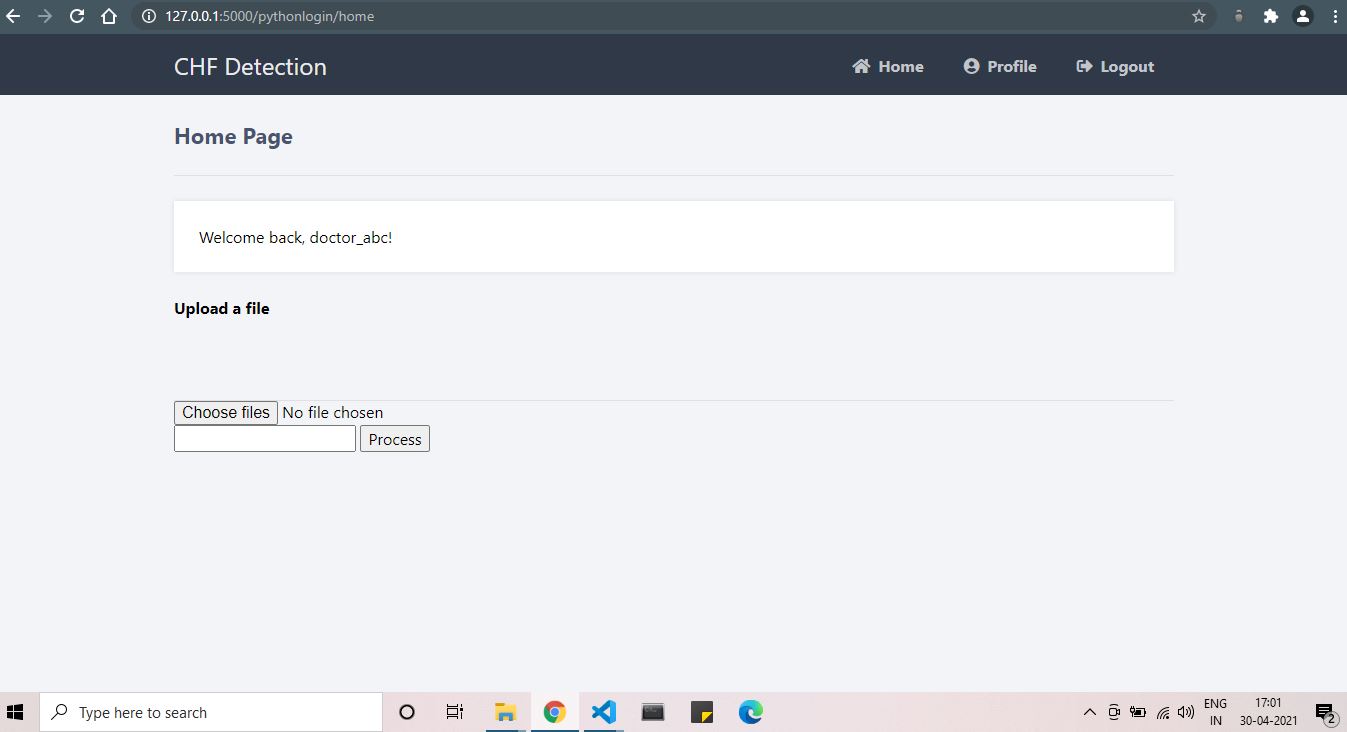 127.0.0.1:5000/pythonlogin/home
CHF Detection
Home
Profile
Logout
Home Page
Welcome back, doctor_abc!
Upload a file
Choose files No file chosen
Process
Type here to search
ENG
IN
17:01
30-04-2021
2